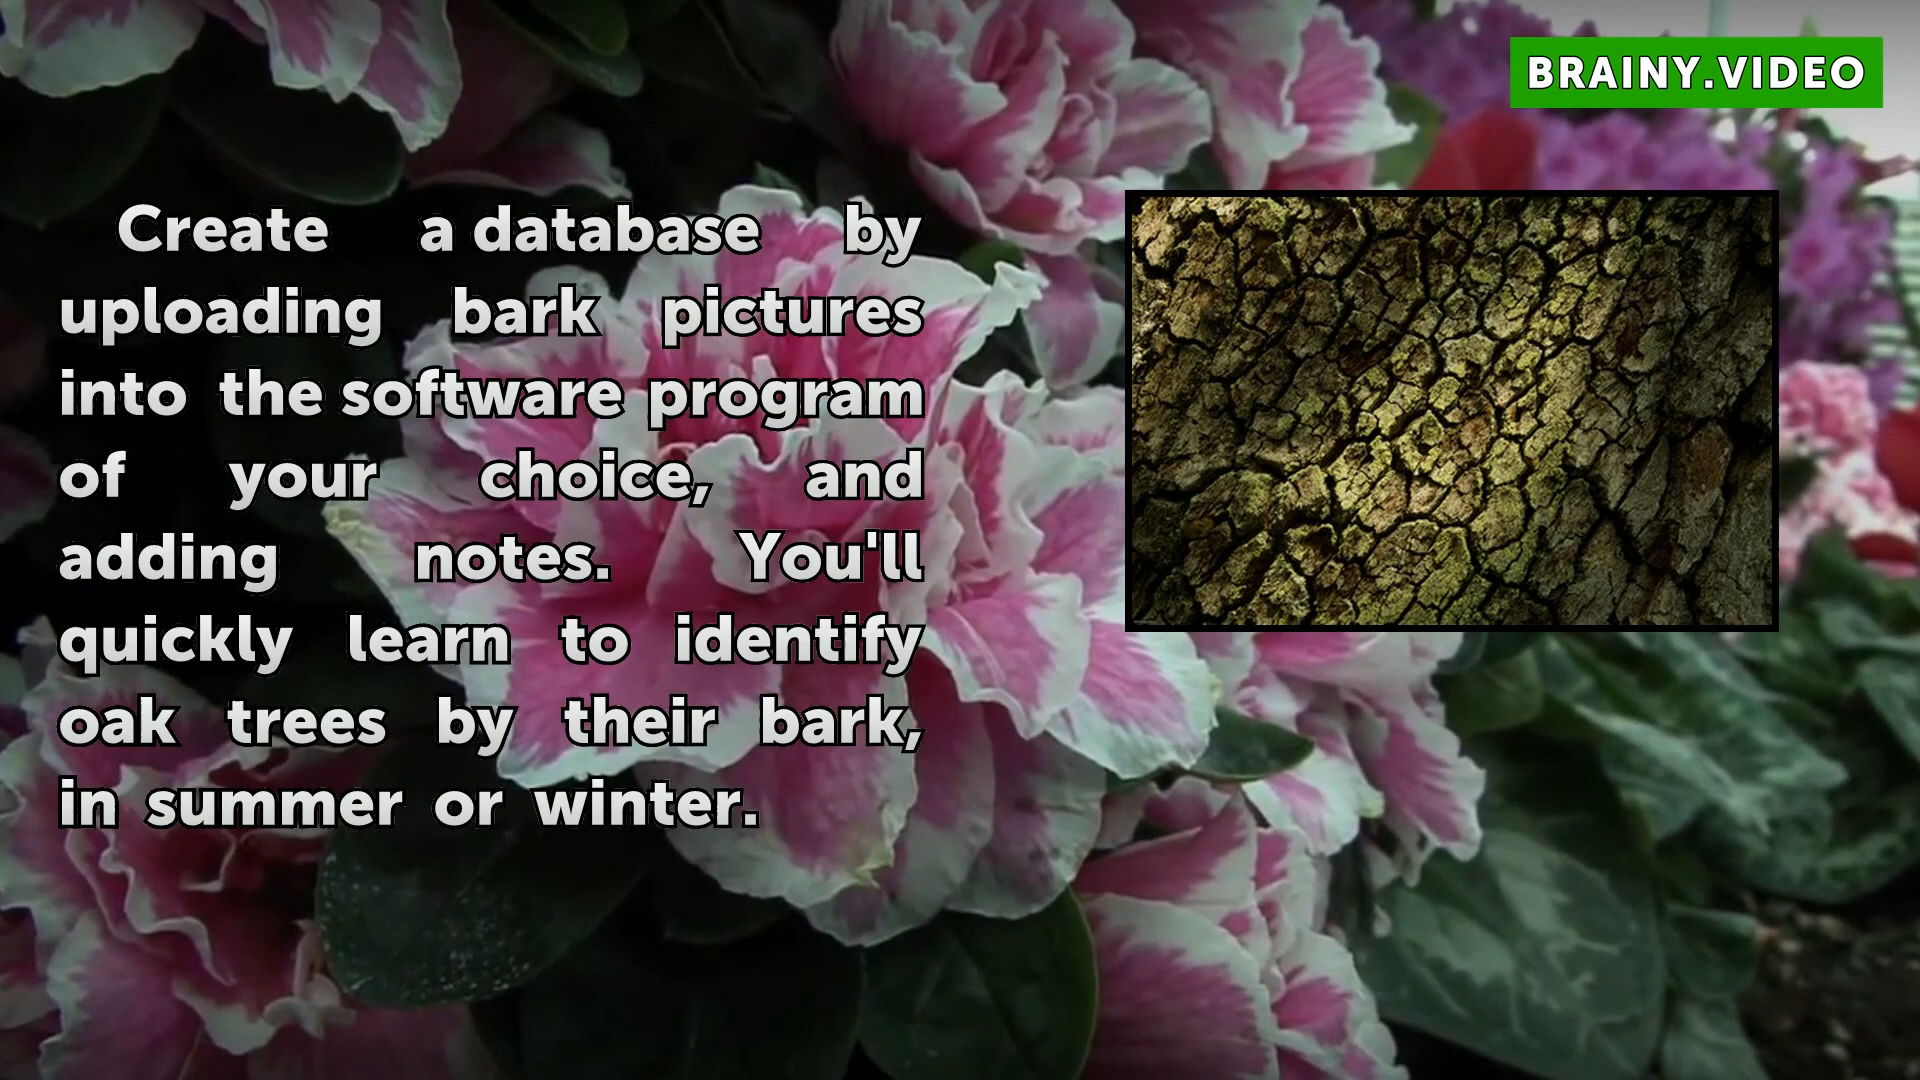 BRAINY.VIDEO
Create a database by
uploading bark pictures
into the software program
of your choice, and
adding notes. You'll
quickly learn to identify
oak trees by their bark,
in summer or winter.